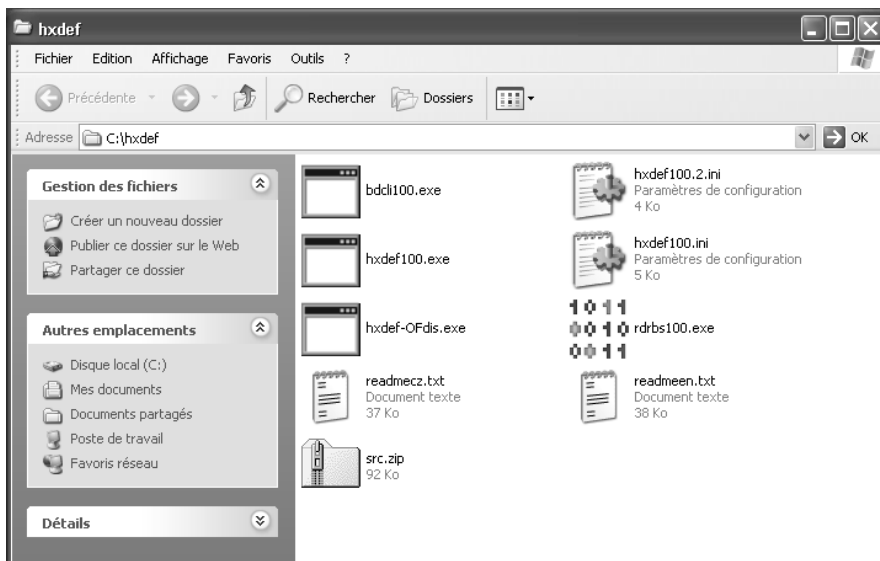 hxdef
Fichier Edition Affichage Favoris Outils ?
Précédente Rechercher Dossiers
Adresse C:\hxdef OK
Gestion des fichiers
Créer un nouveau dossier
Publier ce dossier sur le Web
Partager ce dossier
Autres emplacements
Disque local (C:)
Mes documents
Documents partagés
Poste de travail
Favoris réseau
Détails
bdcli100.exe
hxdef100.2.ini
Paramètres de configuration
4 Ko
hxdef100.exe
hxdef100.ini
Paramètres de configuration
5 Ko
hxdef-OFdis.exe
1011
0010
0011
rdrbs100.exe
readmecz.txt
Document texte
37 Ko
readmeen.txt
Document texte
38 Ko
src.zip
92 Ko